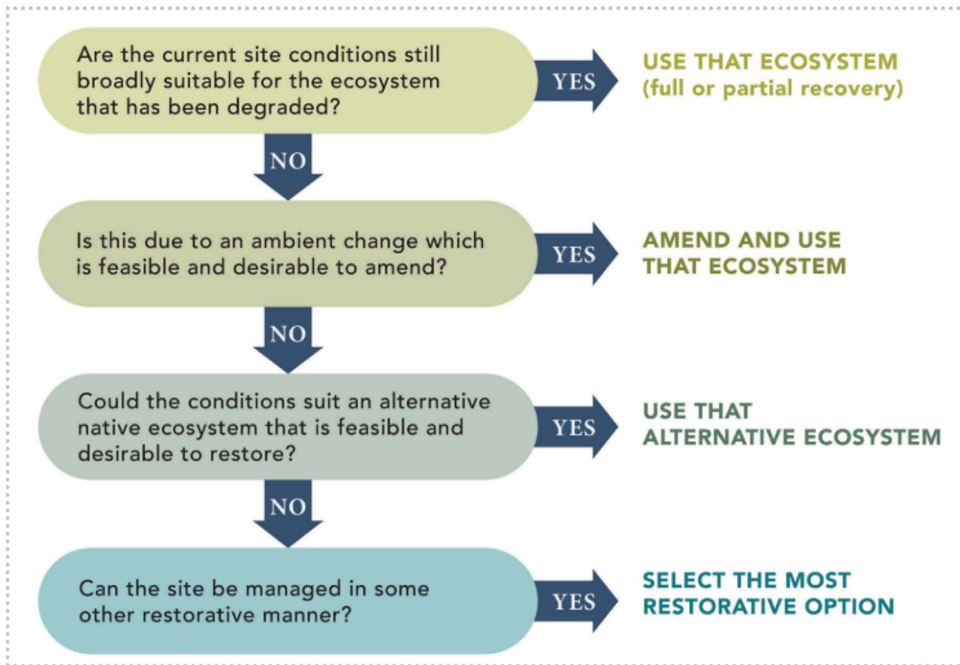 Are the current site conditions still
broadly suitable for the ecosystem
that has been degraded?
YES
USE THAT ECOSYSTEM
(full or partial recovery)
NO
Is this due to an ambient change which
is feasible and desirable to amend?
YES
AMEND AND USE
THAT ECOSYSTEM
NO
Could the conditions suit an alternative
native ecosystem that is feasible and
desirable to restore?
YES
USE THAT
ALTERNATIVE ECOSYSTEM
NO
Can the site be managed in some
other restorative manner?
YES
SELECT THE MOST
RESTORATIVE OPTION